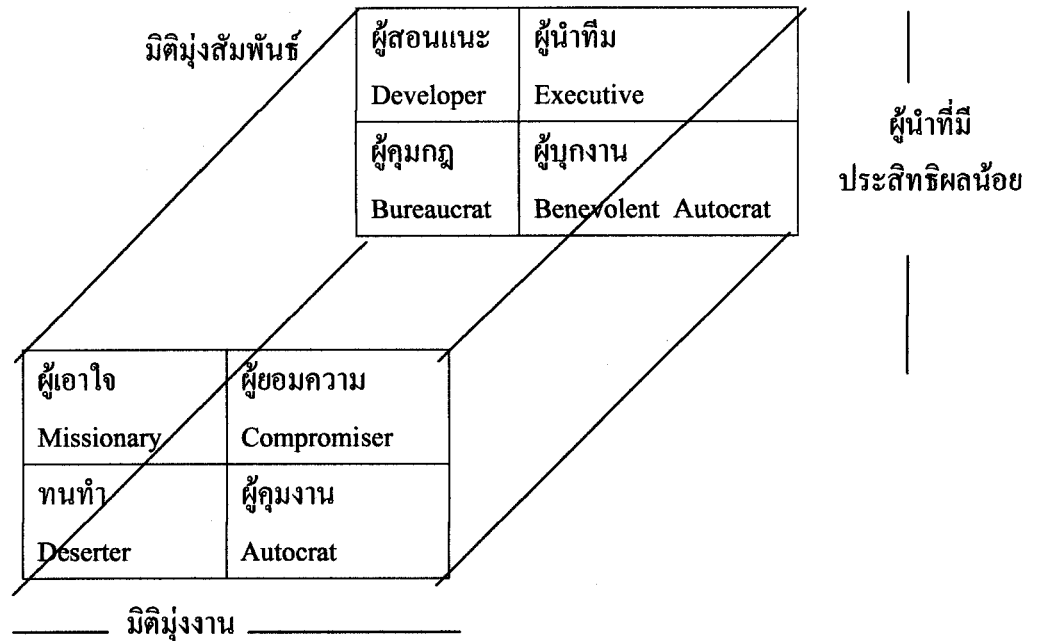 มิติมุ่งสัมพันธ์
ผู้สอนแนะ ผู้นำทีม
Developer Executive
ผู้คุมกฎ ผู้บุกงาน
Bureaucrat Benevolent Autocrat
ผู้นำที่มี
ประสิทธิผลน้อย
ผู้เอาใจ ผู้ยอมความ
Missionary Compromiser
ทนทำ ผู้คุมงาน
Deserter Autocrat
มิติมุ่งงาน